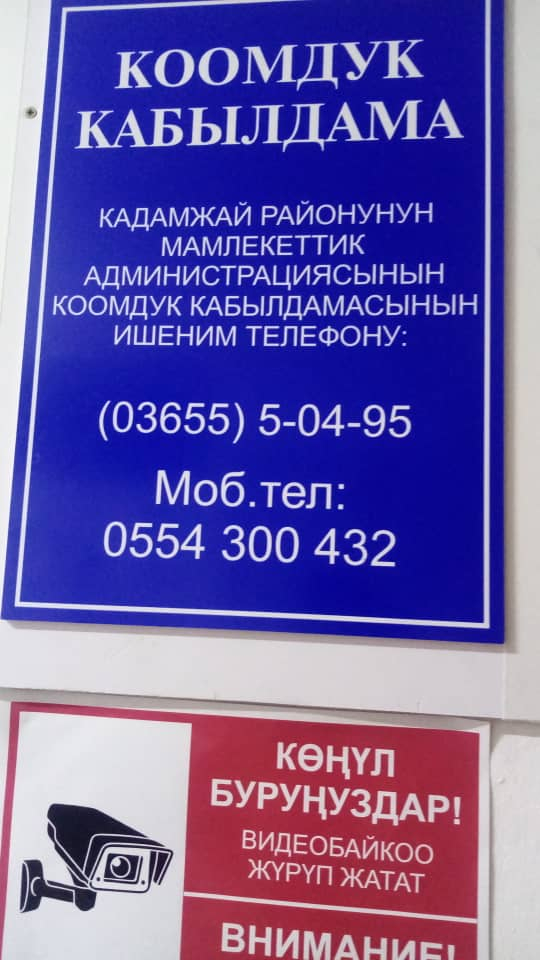 КООМДУК
КАБЫЛДАМА
КАДАМЖАЙ РАЙОНУНУН
МАМЛЕКЕТТИК
АДМИНИСТРАЦИЯСЫНЫН
КООМДУК КАБЫЛДАМАСЫНЫН
ИШЕНИМ ТЕЛЕФОНУ:
(03655) 5-04-95
Моб.тел:
0554 300 432
КӨҢҮЛ
БУРУҢУЗДАР!
ВИДЕОБАЙКОО
ЖҮРҮП ЖАТАТ
ВНИМАНИЕ!